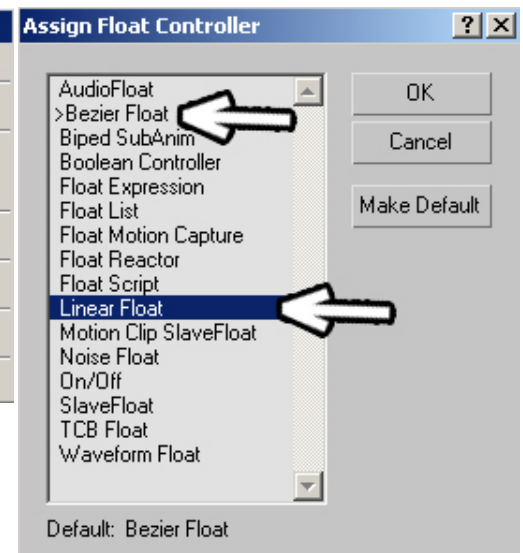 Assign Float Controller
AudioFloat
>Bezier Float
Biped SubAnim
Boolean Controller
Float Expression
Float List
Float Motion Capture
Float Reactor
Float Script
Linear Float
Motion Clip SlaveFloat
Noise Float
On/Off
SlaveFloat
TCB Float
Waveform Float
OK
Cancel
Make Default
Default: Bezier Float